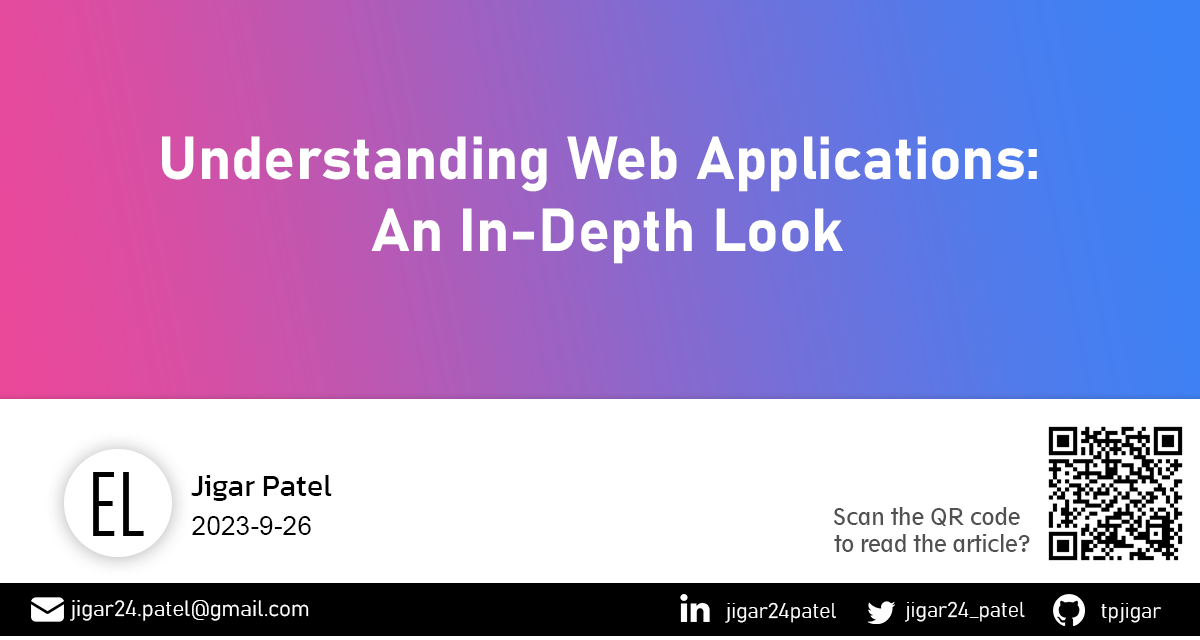 Understanding Web Applications:
An In-Depth Look
EL
Jigar Patel
2023-9-26
Scan the QR code
to read the article?
jigar24.patel@gmail.com
in
jigar24patel
jigar24_patel
tpjigar